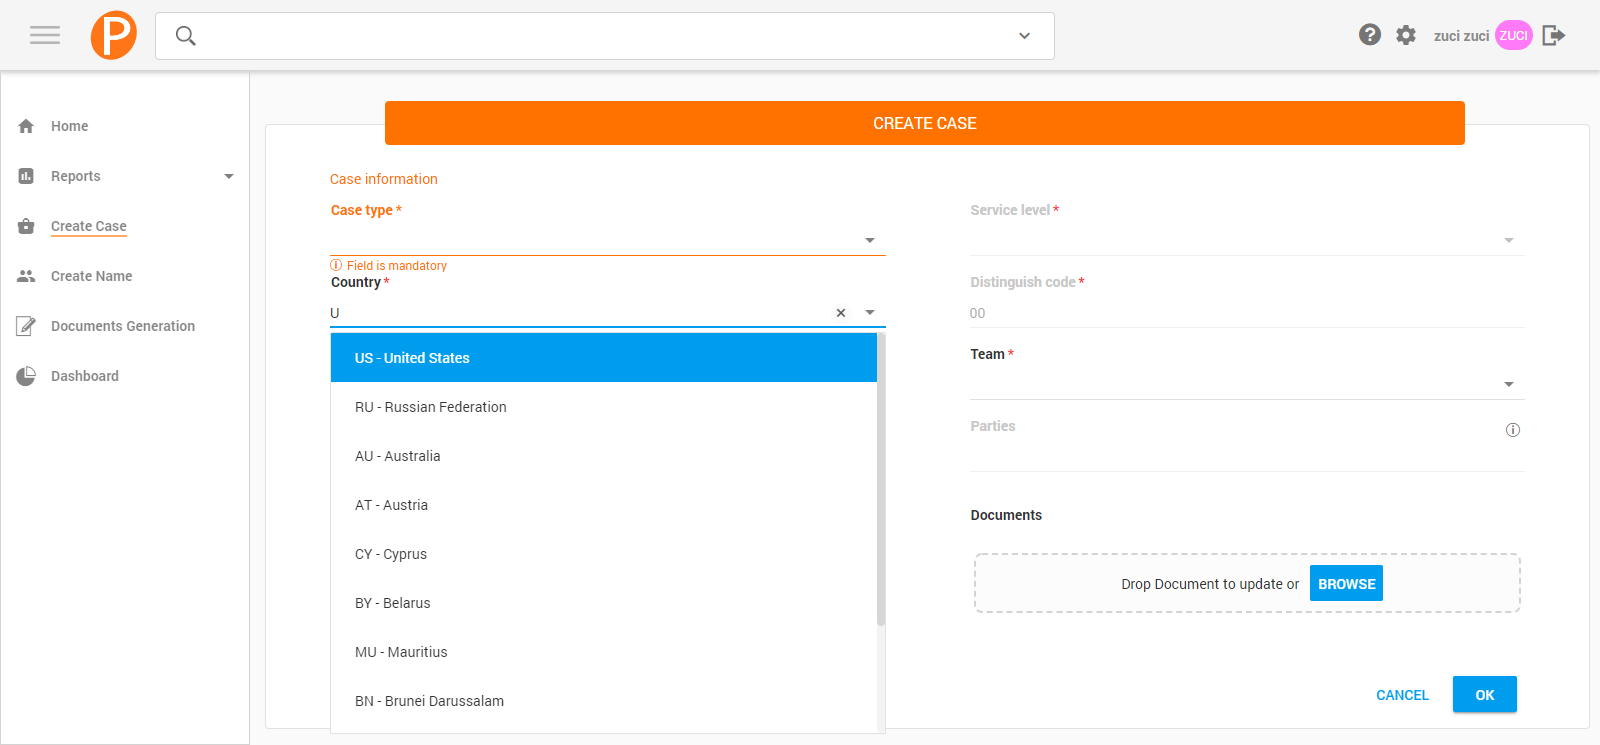 P
zuci zuci ZUCI
Home
Reports
Create Case
Create Name
Documents Generation
Dashboard
CREATE CASE
Case information
Case type *
Field is mandatory
Country *
U
US - United States
RU - Russian Federation
AU - Australia
AT - Austria
CY - Cyprus
BY - Belarus
MU - Mauritius
BN - Brunei Darussalam
Service level *
Distinguish code *
00
Team *
Parties
Documents
Drop Document to update or BROWSE
CANCEL OK